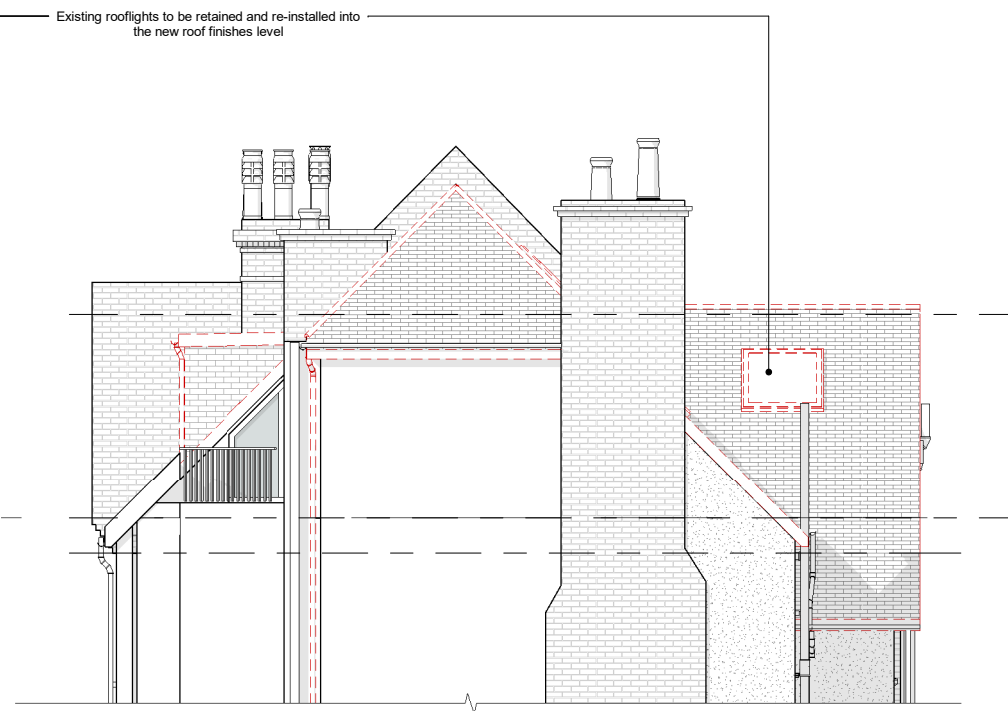 Existing rooflights to be retained and re-installed into
the new roof finishes level